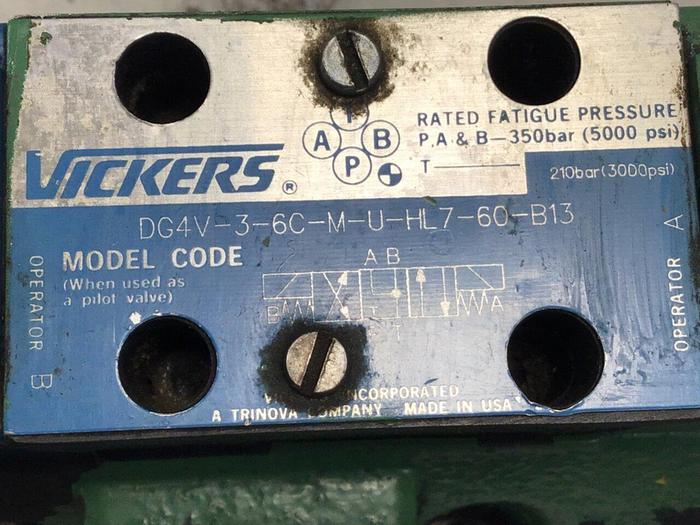 T
A B
P
RATED FATIGUE PRESSURE
P.A & B—350bar (5000 psi)
T 210bar (3000psi)
VICKERS ®
DG4V-3-6C-M-U-HL7-60-B13
MODEL CODE
(When used as
a pilot valve)
OPERATOR B
A B
B A
T
OPERATOR A
INCORPORATED
A TRINOVA COMPANY MADE IN USA